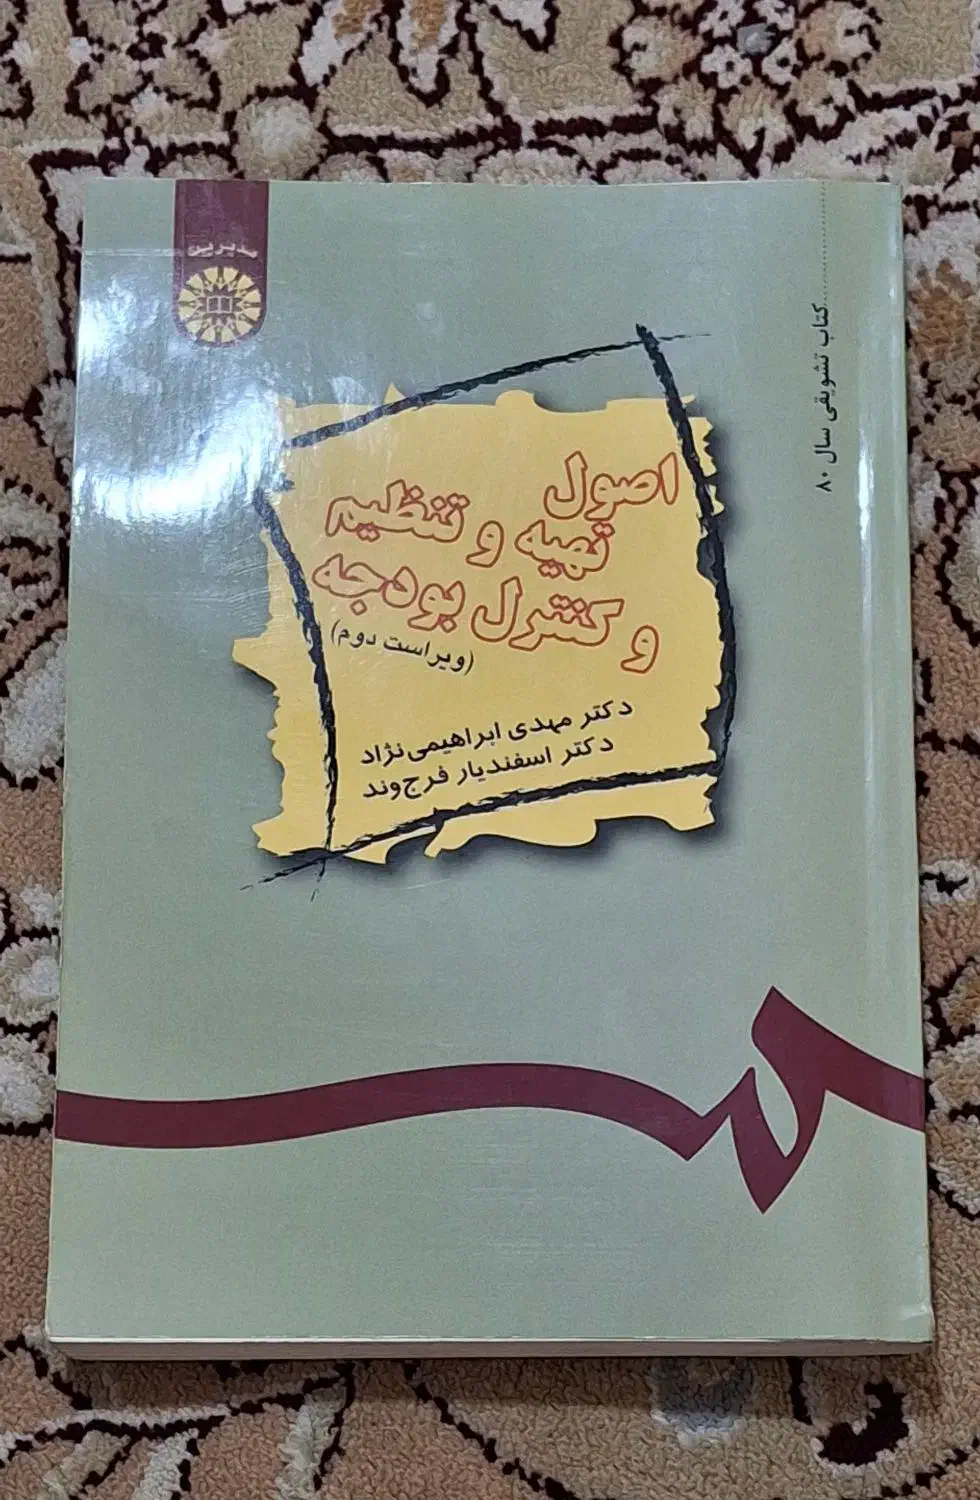 مدیریت
کتاب تشویقی سال ۸۰
اصول
تهیه و تنظیم
و کنترل بودجه
(ویراست دوم)
دکتر مهدی ابراهیمی‌نژاد
دکتر اسفندیار فرج‌وند